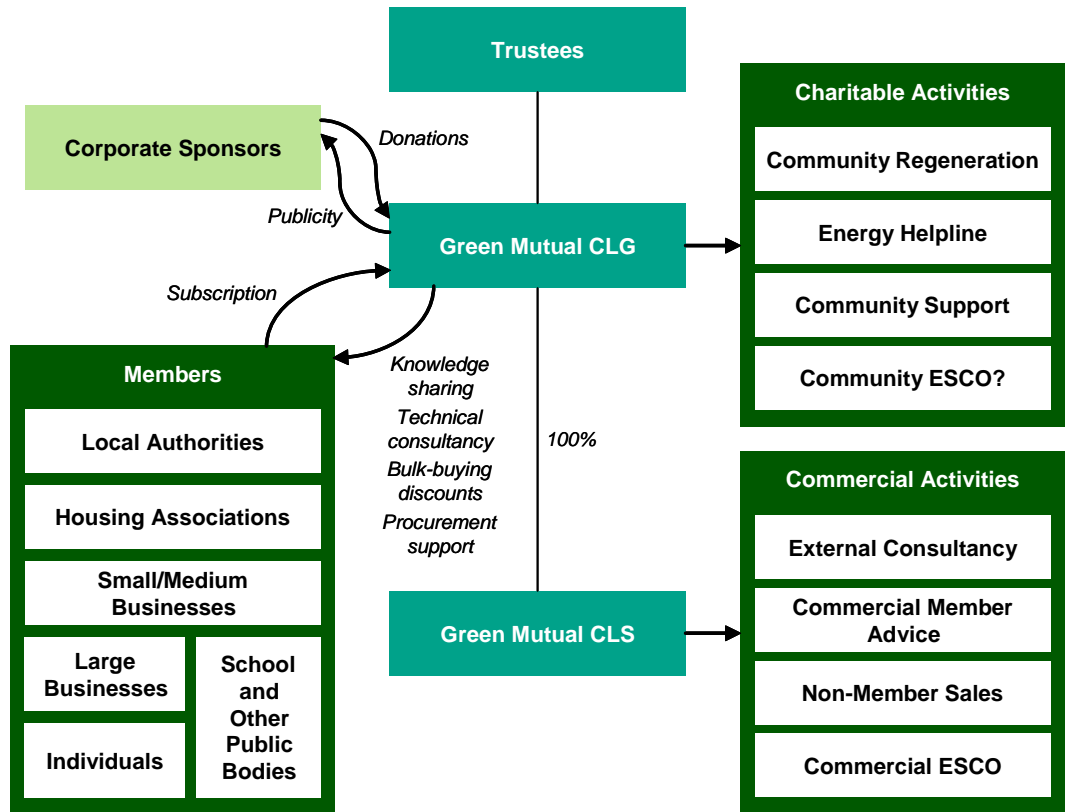 Trustees
Corporate Sponsors
Donations
Publicity
Green Mutual CLG
Subscription
Members
Local Authorities
Housing Associations
Small/Medium
Businesses
Large
Businesses
Individuals
School
and
Other
Public
Bodies
Knowledge
sharing
Technical
consultancy
Bulk-buying
discounts
Procurement
support
100%
Green Mutual CLS
Charitable Activities
Community Regeneration
Energy Helpline
Community Support
Community ESCO?
Commercial Activities
External Consultancy
Commercial Member
Advice
Non-Member Sales
Commercial ESCO